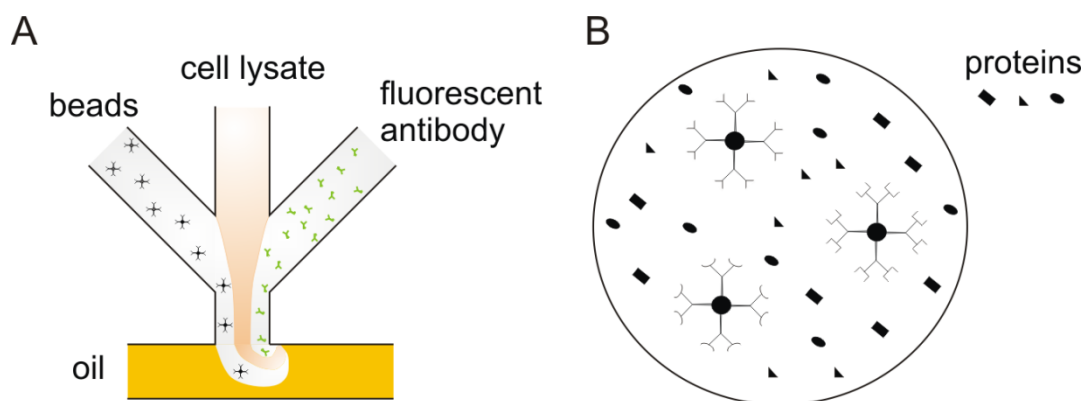 A
cell lysate
beads
fluorescent
antibody
oil
B
proteins